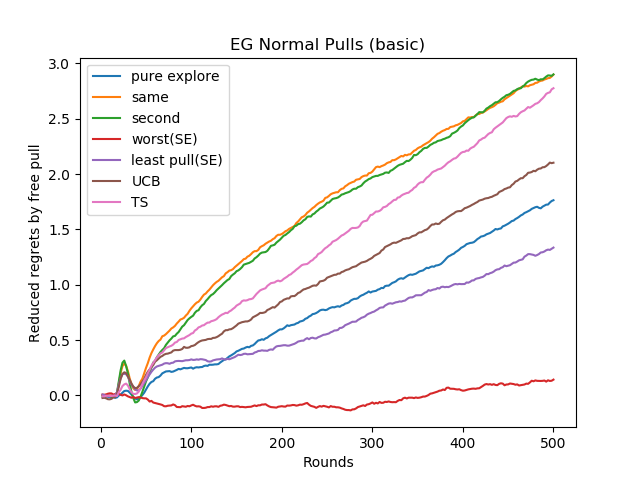 EG Normal Pulls (basic)
3.0
2.5
2.0
1.5
1.0
0.5
0.0
Reduced regrets by free pull
pure explore
same
second
worst(SE)
least pull(SE)
UCB
TS
0 100 200 300 400 500
Rounds